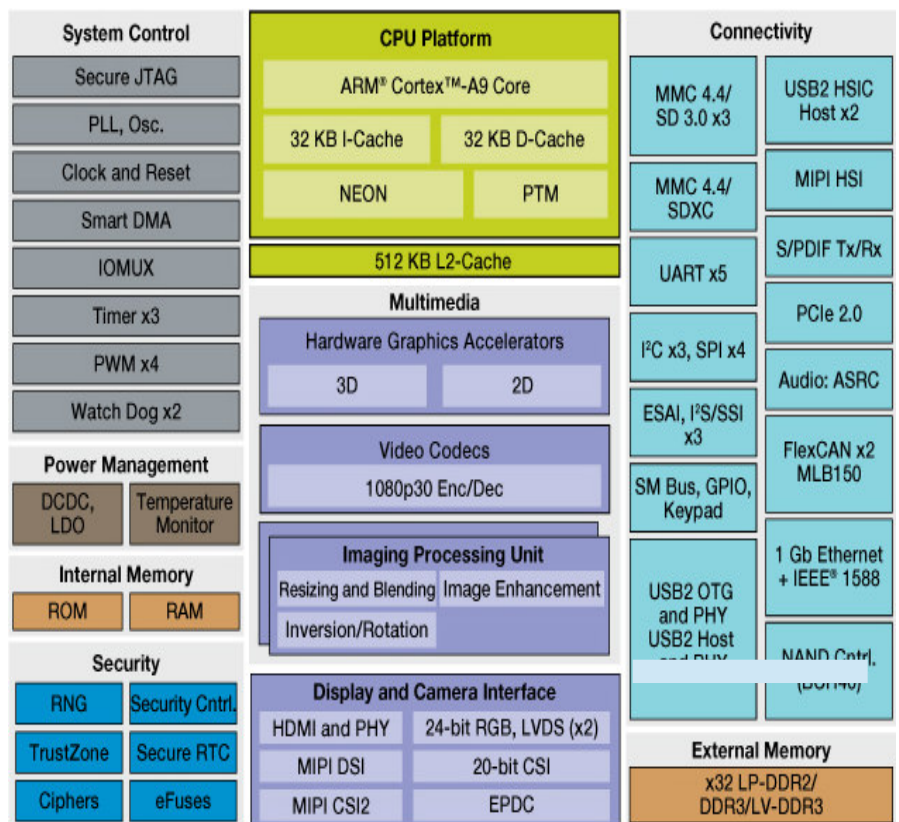 System Control
Secure JTAG
PLL, Osc.
Clock and Reset
Smart DMA
IOMUX
Timer x3
PWM x4
Watch Dog x2
Power Management
DCDC,
LDO
Temperature
Monitor
Internal Memory
ROM
RAM
Security
RNG
Security Cntrl.
TrustZone
Secure RTC
Ciphers
eFuses
CPU Platform
ARM® Cortex™-A9 Core
32 KB I-Cache
32 KB D-Cache
NEON
PTM
512 KB L2-Cache
Multimedia
Hardware Graphics Accelerators
3D
2D
Video Codecs
1080p30 Enc/Dec
Imaging Processing Unit
Resizing and Blending
Image Enhancement
Inversion/Rotation
Display and Camera Interface
HDMI and PHY
24-bit RGB, LVDS (x2)
MIPI DSI
20-bit CSI
MIPI CSI2
EPDC
Connectivity
MMC 4.4/
SD 3.0 x3
MMC 4.4/
SDXC
UART x5
I²C x3, SPI x4
ESAI, I²S/SSI
x3
SM Bus, GPIO,
Keypad
USB2 OTG
and PHY
USB2 Host
and PHY
USB2 HSIC
Host x2
MIPI HSI
S/PDIF Tx/Rx
PCIe 2.0
Audio: ASRC
FlexCAN x2
MLB150
1 Gb Ethernet
+ IEEE® 1588
NAND Cntrl.
External Memory
x32 LP-DDR2/
DDR3/LV-DDR3